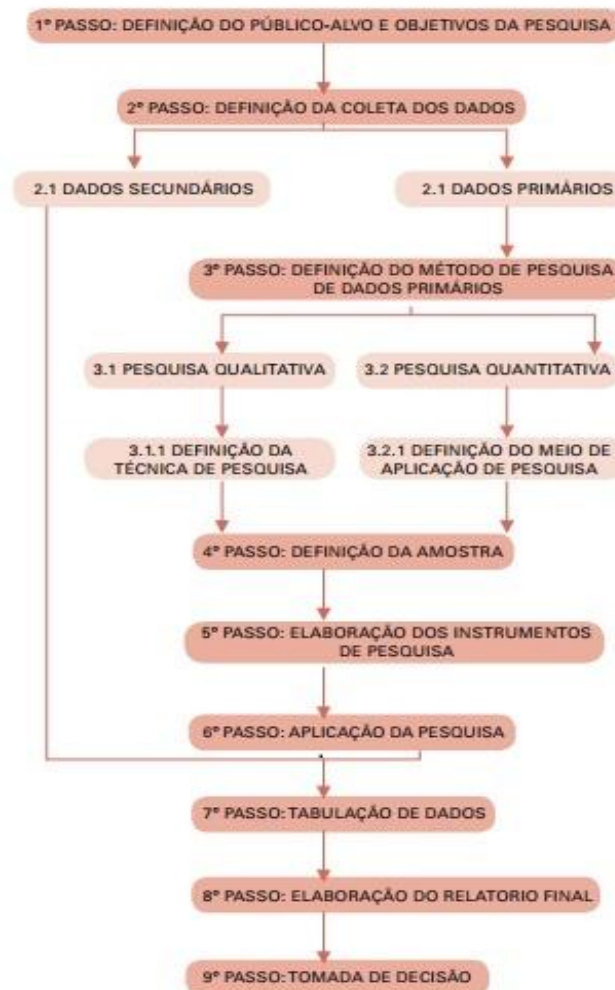 1º PASSO: DEFINIÇÃO DO PÚBLICO-ALVO E OBJETIVOS DA PESQUISA
2º PASSO: DEFINIÇÃO DA COLETA DOS DADOS
2.1 DADOS SECUNDÁRIOS
2.1 DADOS PRIMÁRIOS
3º PASSO: DEFINIÇÃO DO MÉTODO DE PESQUISA
DE DADOS PRIMÁRIOS
3.1 PESQUISA QUALITATIVA
3.2 PESQUISA QUANTITATIVA
3.1.1 DEFINIÇÃO DA
TÉCNICA DE PESQUISA
3.2.1 DEFINIÇÃO DO MEIO DE
APLICAÇÃO DE PESQUISA
4º PASSO: DEFINIÇÃO DA AMOSTRA
5º PASSO: ELABORAÇÃO DOS INSTRUMENTOS
DE PESQUISA
6º PASSO: APLICAÇÃO DA PESQUISA
7º PASSO: TABULAÇÃO DE DADOS
8º PASSO: ELABORAÇÃO DO RELATORIO FINAL
9º PASSO: TOMADA DE DECISÃO